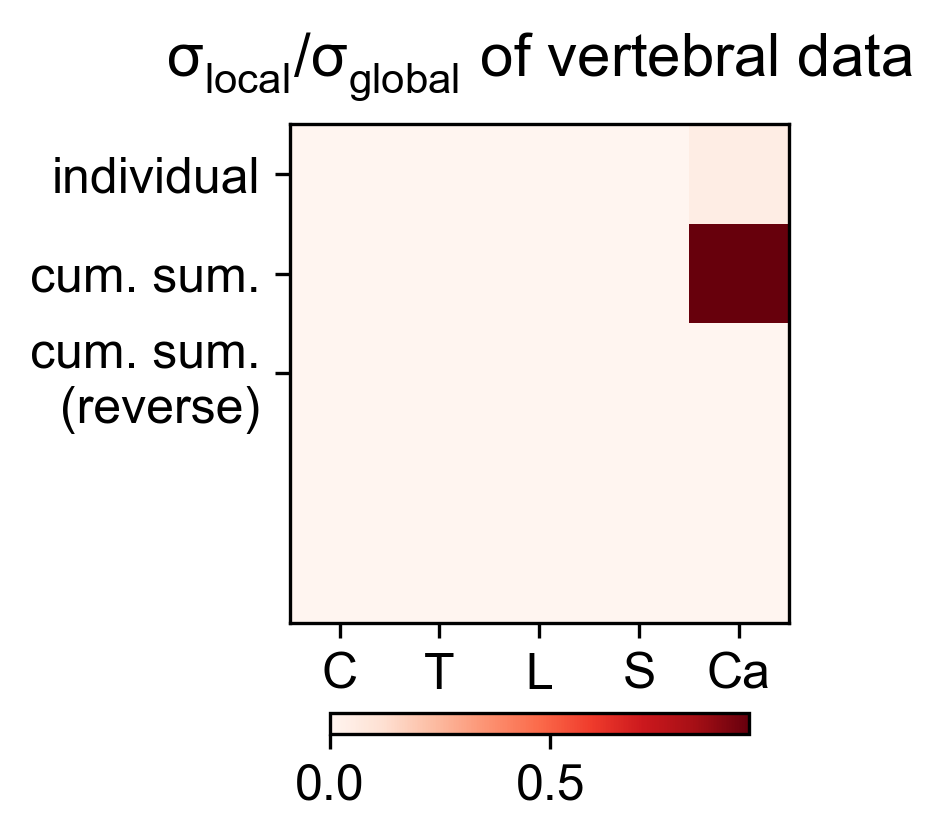 σlocal/σglobal of vertebral data
individual
cum. sum.
cum. sum.
(reverse)
C T L S Ca
0.0 0.5